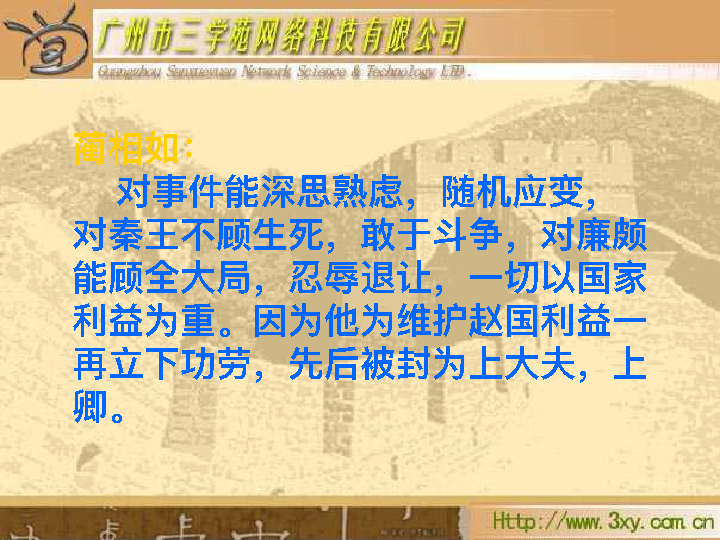 广州市三学苑网络科技有限公司
Guangzhou Sanxueyuan Network Science & Technology LTD.
蔺相如：
对事件能深思熟虑，随机应变，
对秦王不顾生死，敢于斗争，对廉颇
能顾全大局，忍辱退让，一切以国家
利益为重。因为他为维护赵国利益一
再立下功劳，先后被封为上大夫，上
卿。
Http://www.3xy.com.cn